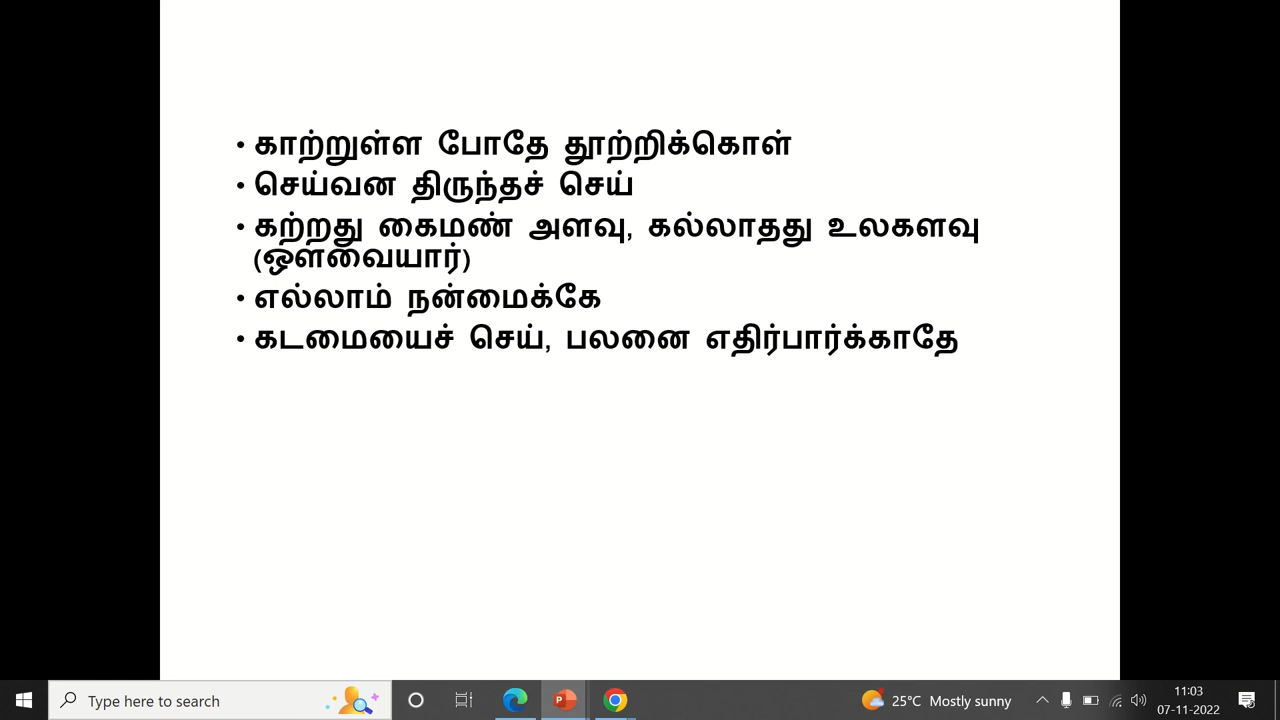 • காற்றுள்ள போதே தூற்றிக்கொள்
• செய்வன திருந்தச் செய்
• கற்றது கைமண் அளவு, கல்லாதது உலகளவு
(ஔவையார்)
• எல்லாம் நன்மைக்கே
• கடமையைச் செய், பலனை எதிர்பார்க்காதே
Type here to search
25°C Mostly sunny
11:03
07-11-2022